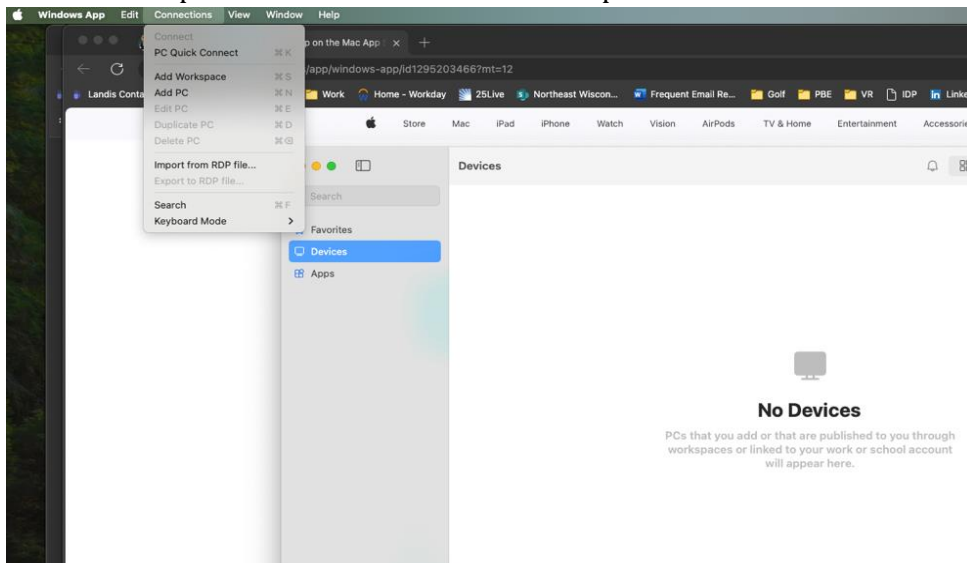 Windows App Edit Connections View Window Help
Connect
PC Quick Connect ⌘ K
Add Workspace ⌘ S
Add PC ⌘ N
Edit PC ⌘ E
Duplicate PC ⌘ D
Delete PC ⌘ ⌫
Import from RDP file...
Export to RDP file...
Search ⌘ F
Keyboard Mode >
p on the Mac App
/app/windows-app/id1295203466?mt=12
Landis Conta
Work Home - Workday 25Live Northeast Wiscon... Frequent Email Re... Golf PBE VR IDP Linke
Store Mac iPad iPhone Watch Vision AirPods TV & Home Entertainment Accessorie
Devices
Search
Favorites
Devices
Apps
No Devices
PCs that you add or that are published to you through
workspaces or linked to your work or school account
will appear here.